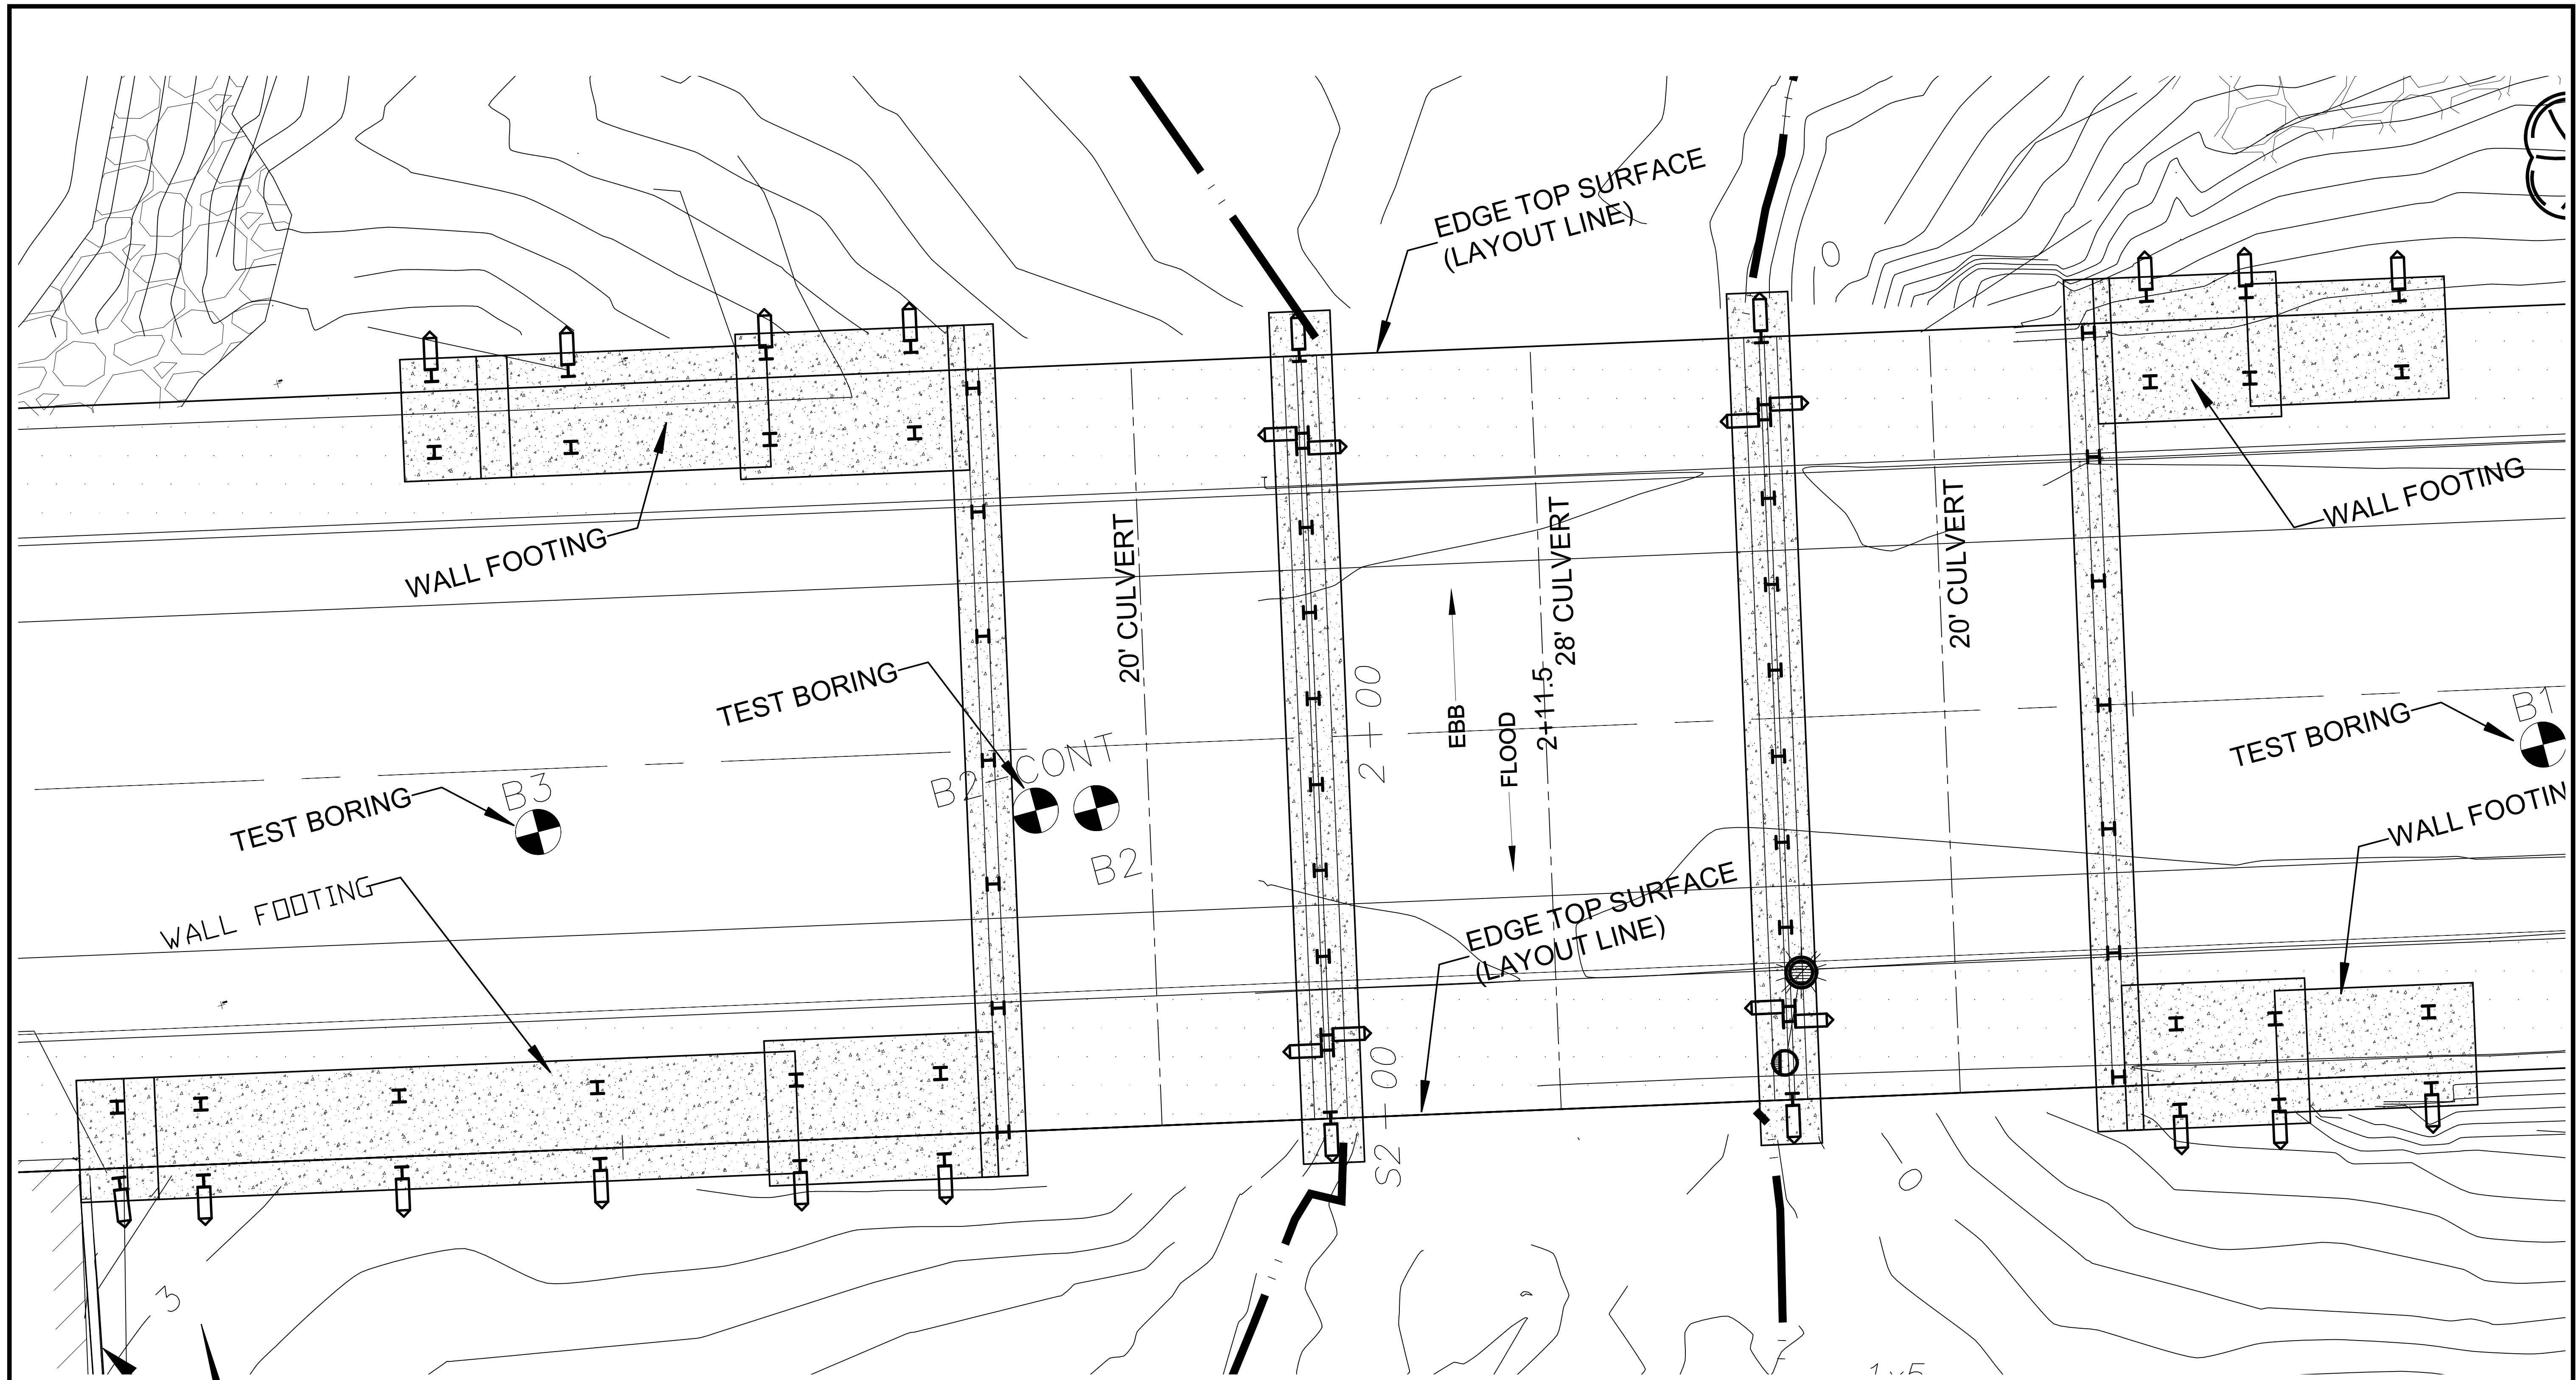 EDGE TOP SURFACE
(LAYOUT LINE)
0
WALL FOOTING
WALL FOOTING
20' CULVERT
28' CULVERT
20' CULVERT
TEST BORING
2+00
EBB
FLOOD
2+11.5
B1
TEST BORING
B2-CONT
B3
TEST BORING
B2
WALL FOOTIN
WALL FOOTING
EDGE TOP SURFACE
(LAYOUT LINE)
S2+00
0
3